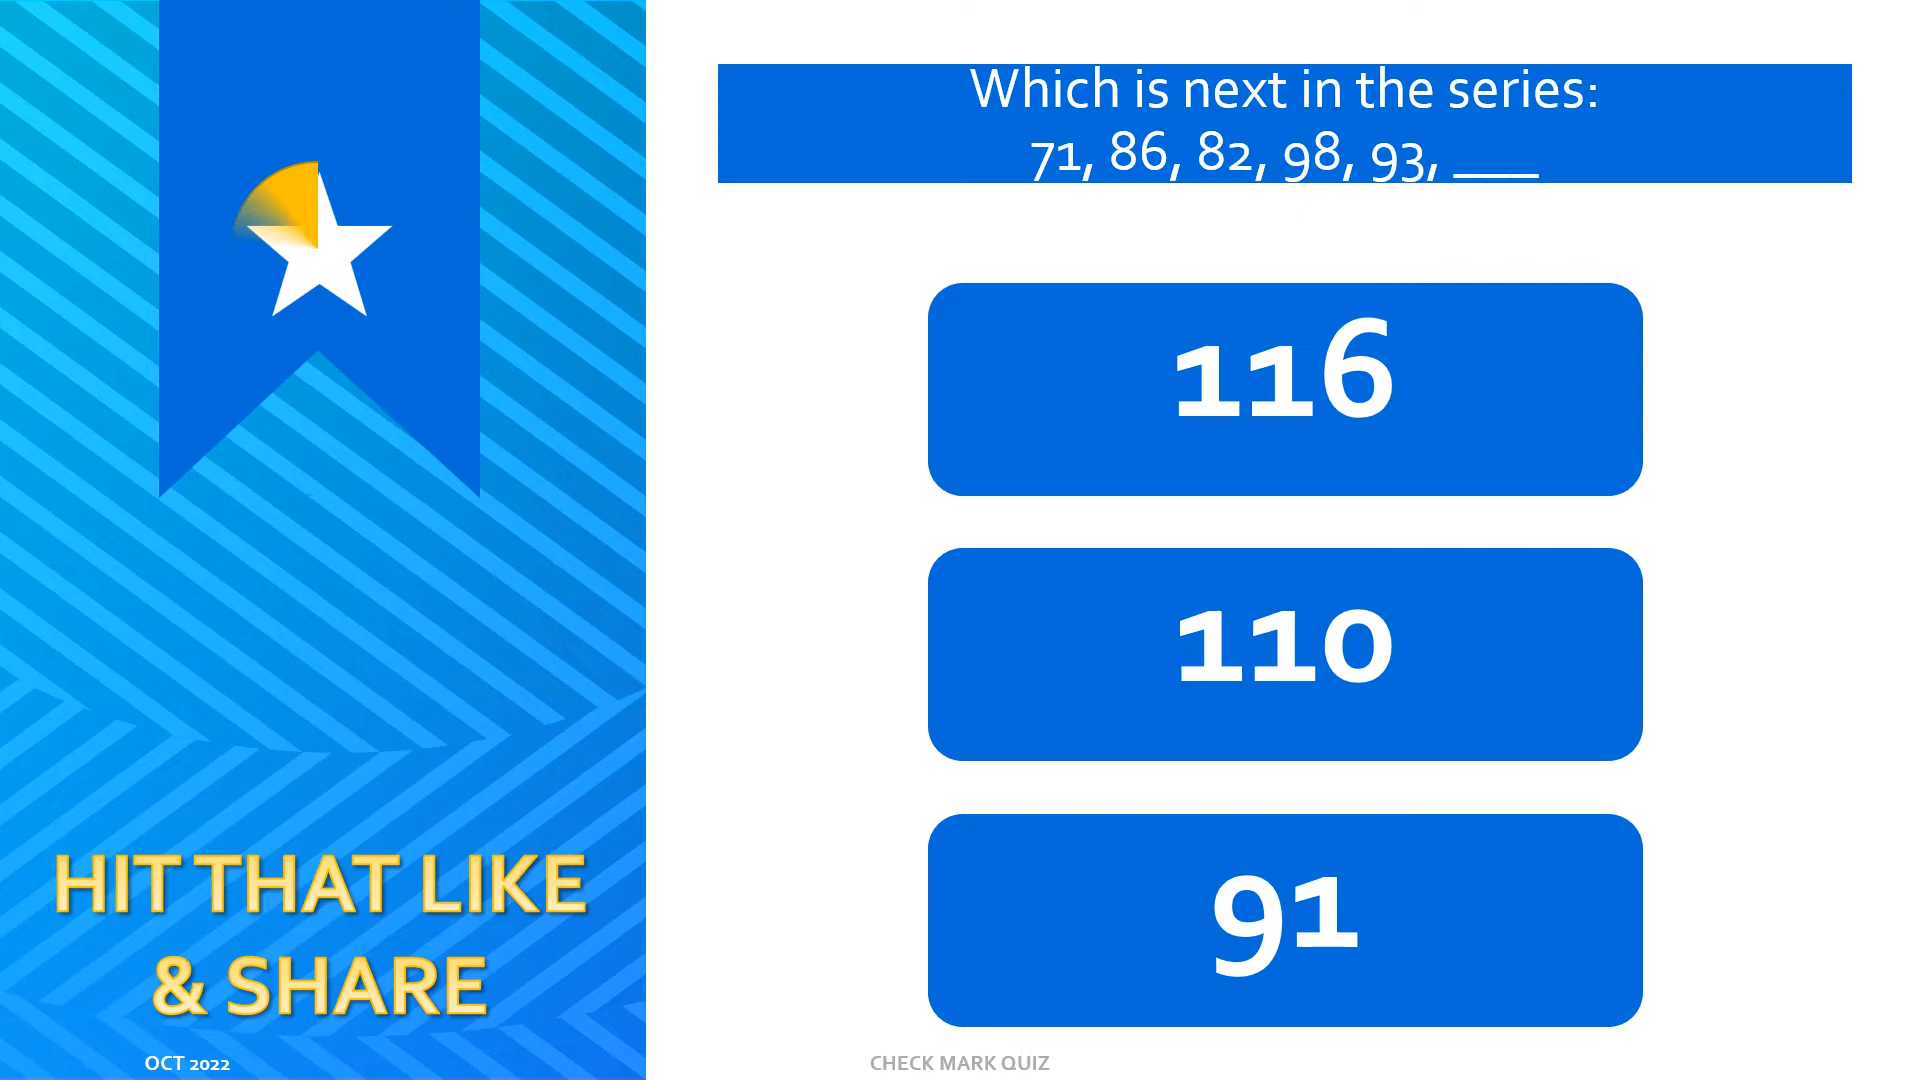 Which is next in the series:
71, 86, 82, 98, 93, ___
116
110
91
HIT THAT LIKE
& SHARE
OCT 2022
CHECK MARK QUIZ